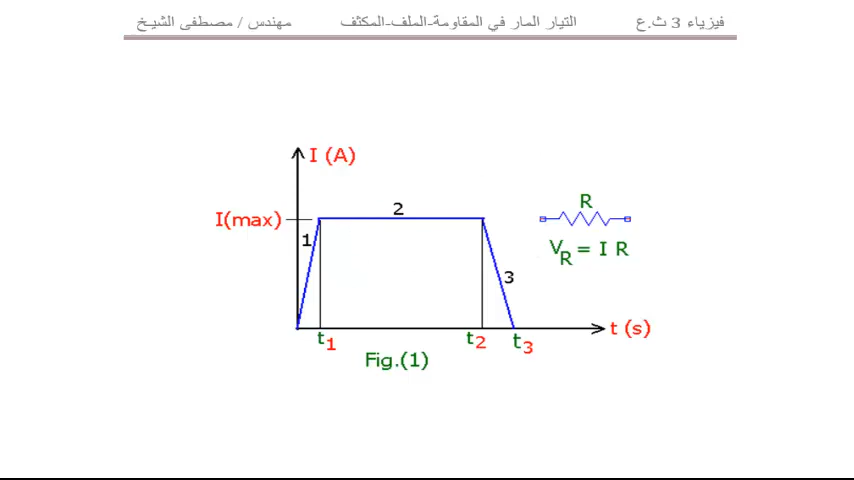 فيزياء 3 ث.ع التيار المار في المقاومة-الملف-المكثف مهندس / مصطفى الشيخ
I (A)
R
2
I(max)
1
V_R = I R
3
t (s)
t1 t2 t3
Fig.(1)